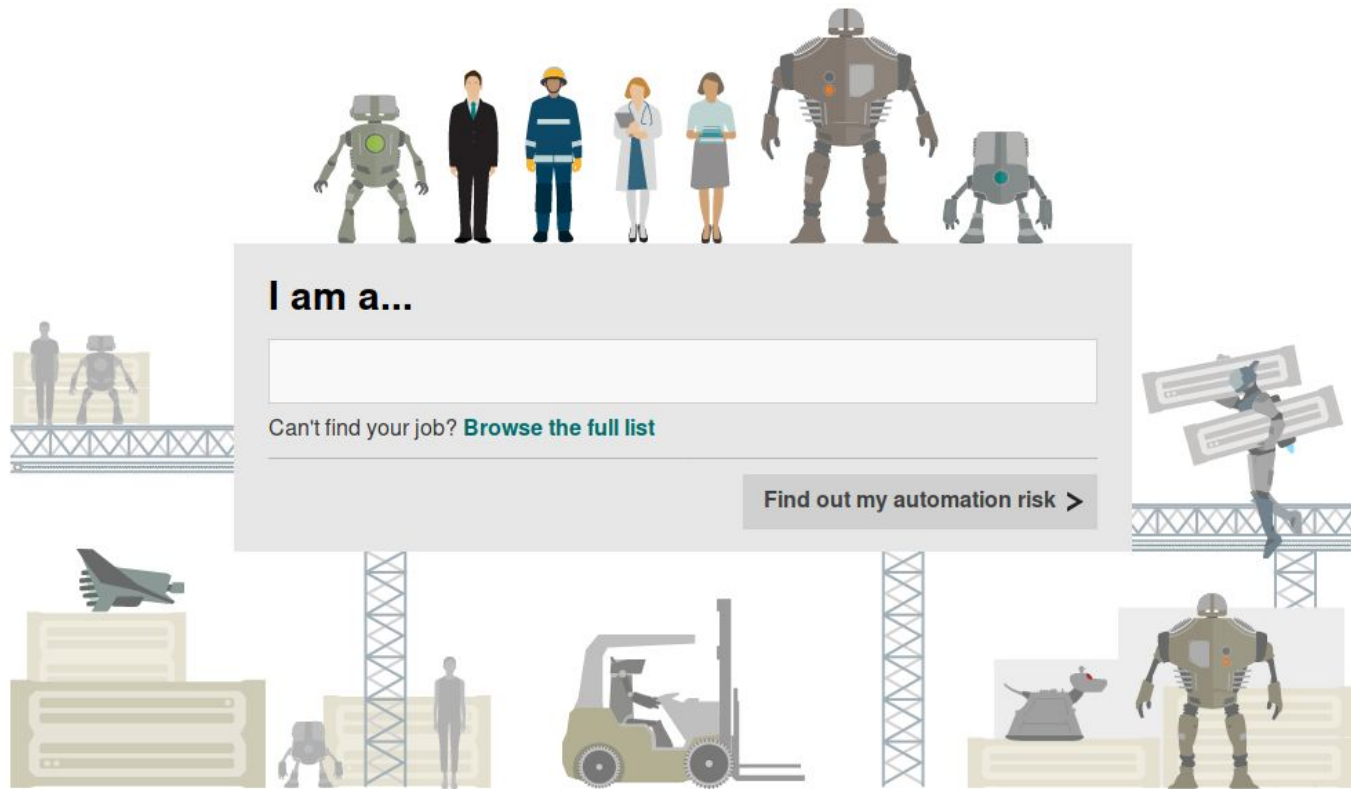 I am a...
Can't find your job? Browse the full list
Find out my automation risk >